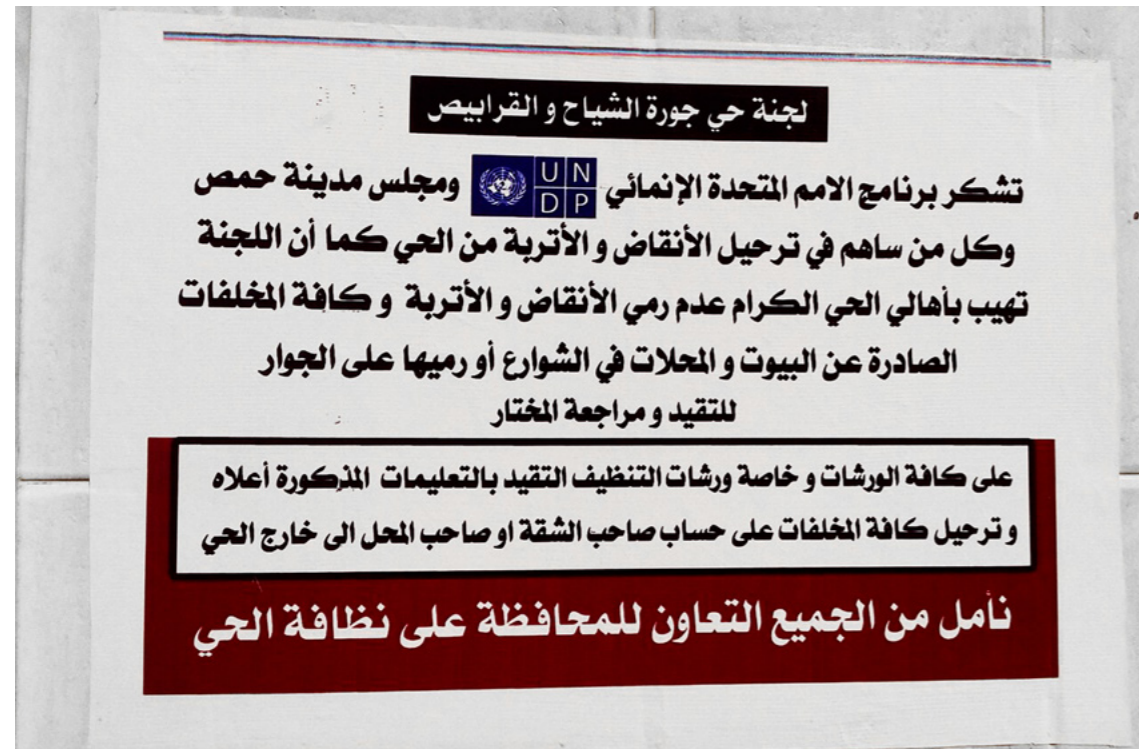 لجنة حي جورة الشياح و القرابيص
تشكر برنامج الامم المتحدة الإنمائي UNDP ومجلس مدينة حمص
وكل من ساهم في ترحيل الأنقاض و الأتربة من الحي كما أن اللجنة
تهيب بأهالي الحي الكرام عدم رمي الأنقاض و الأتربة و كافة المخلفات
الصادرة عن البيوت و المحلات في الشوارع أو رميها على الجوار
للتقيد و مراجعة المختار
على كافة الورشات و خاصة ورشات التنظيف التقيد بالتعليمات المذكورة أعلاه
و ترحيل كافة المخلفات على حساب صاحب الشقة او صاحب المحل الى خارج الحي
نأمل من الجميع التعاون للمحافظة على نظافة الحي